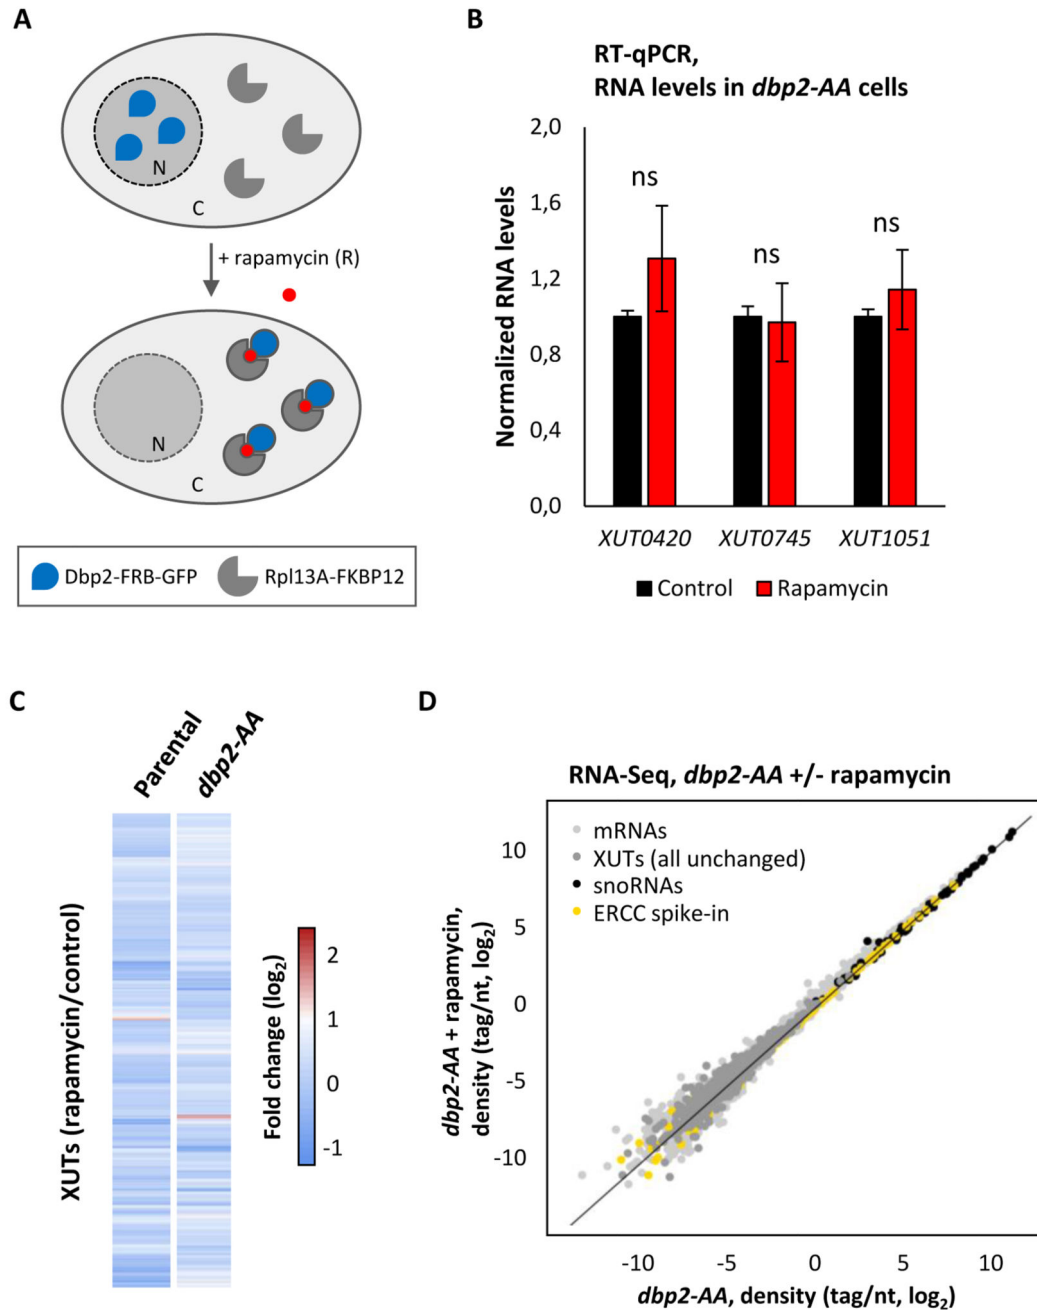 A
N
C
+ rapamycin (R)
N
C
Dbp2-FRB-GFP
Rpl13A-FKBP12
B
RT-qPCR,
RNA levels in dbp2-AA cells
Normalized RNA levels
2,0
1,6
1,2
0,8
0,4
0,0
ns
ns
ns
XUT0420
XUT0745
XUT1051
Control
Rapamycin
C
Parental
dbp2-AA
XUTs (rapamycin/control)
Fold change (log2)
2
1
0
-1
D
RNA-Seq, dbp2-AA +/- rapamycin
mRNAs
XUTs (all unchanged)
snoRNAs
ERCC spike-in
dbp2-AA + rapamycin,
density (tag/nt, log2)
10
5
0
-5
-10
-10
-5
0
5
10
dbp2-AA, density (tag/nt, log2)